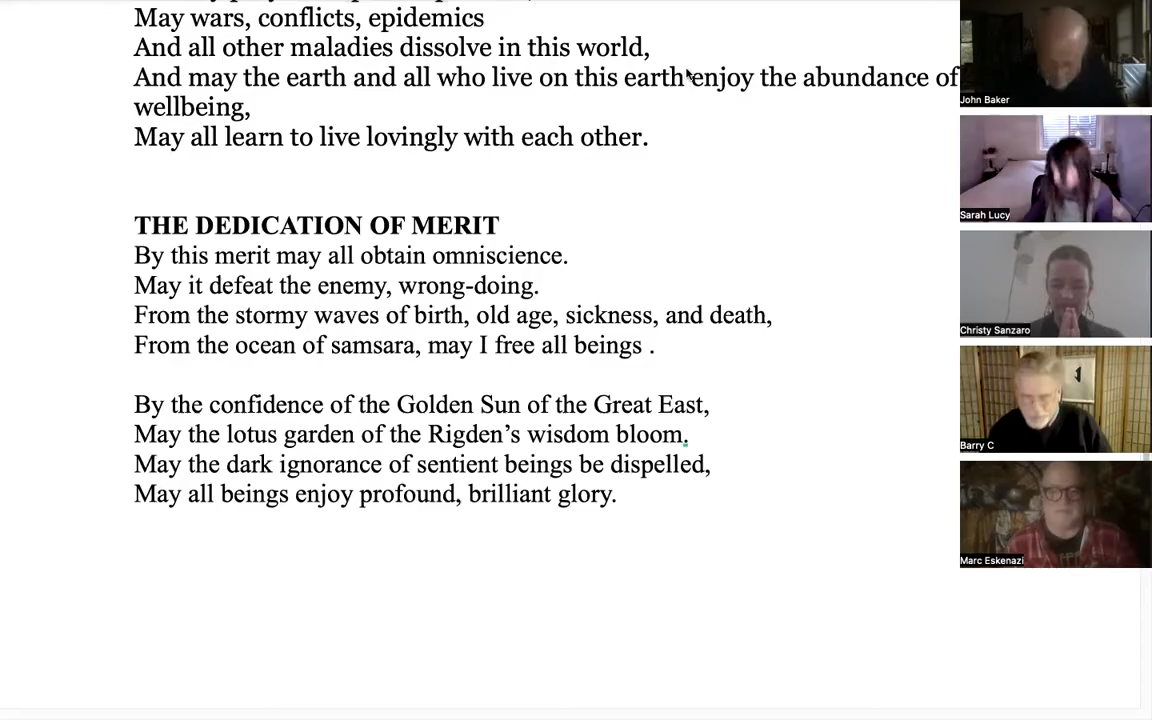 May wars, conflicts, epidemics
And all other maladies dissolve in this world,
And may the earth and all who live on this earth enjoy the abundance of
wellbeing,
May all learn to live lovingly with each other.
THE DEDICATION OF MERIT
By this merit may all obtain omniscience.
May it defeat the enemy, wrong-doing.
From the stormy waves of birth, old age, sickness, and death,
From the ocean of samsara, may I free all beings .
By the confidence of the Golden Sun of the Great East,
May the lotus garden of the Rigden’s wisdom bloom.
May the dark ignorance of sentient beings be dispelled,
May all beings enjoy profound, brilliant glory.
John Baker
Sarah Lucy
Christy Sanzaro
Barry C
Marc Eskenazi